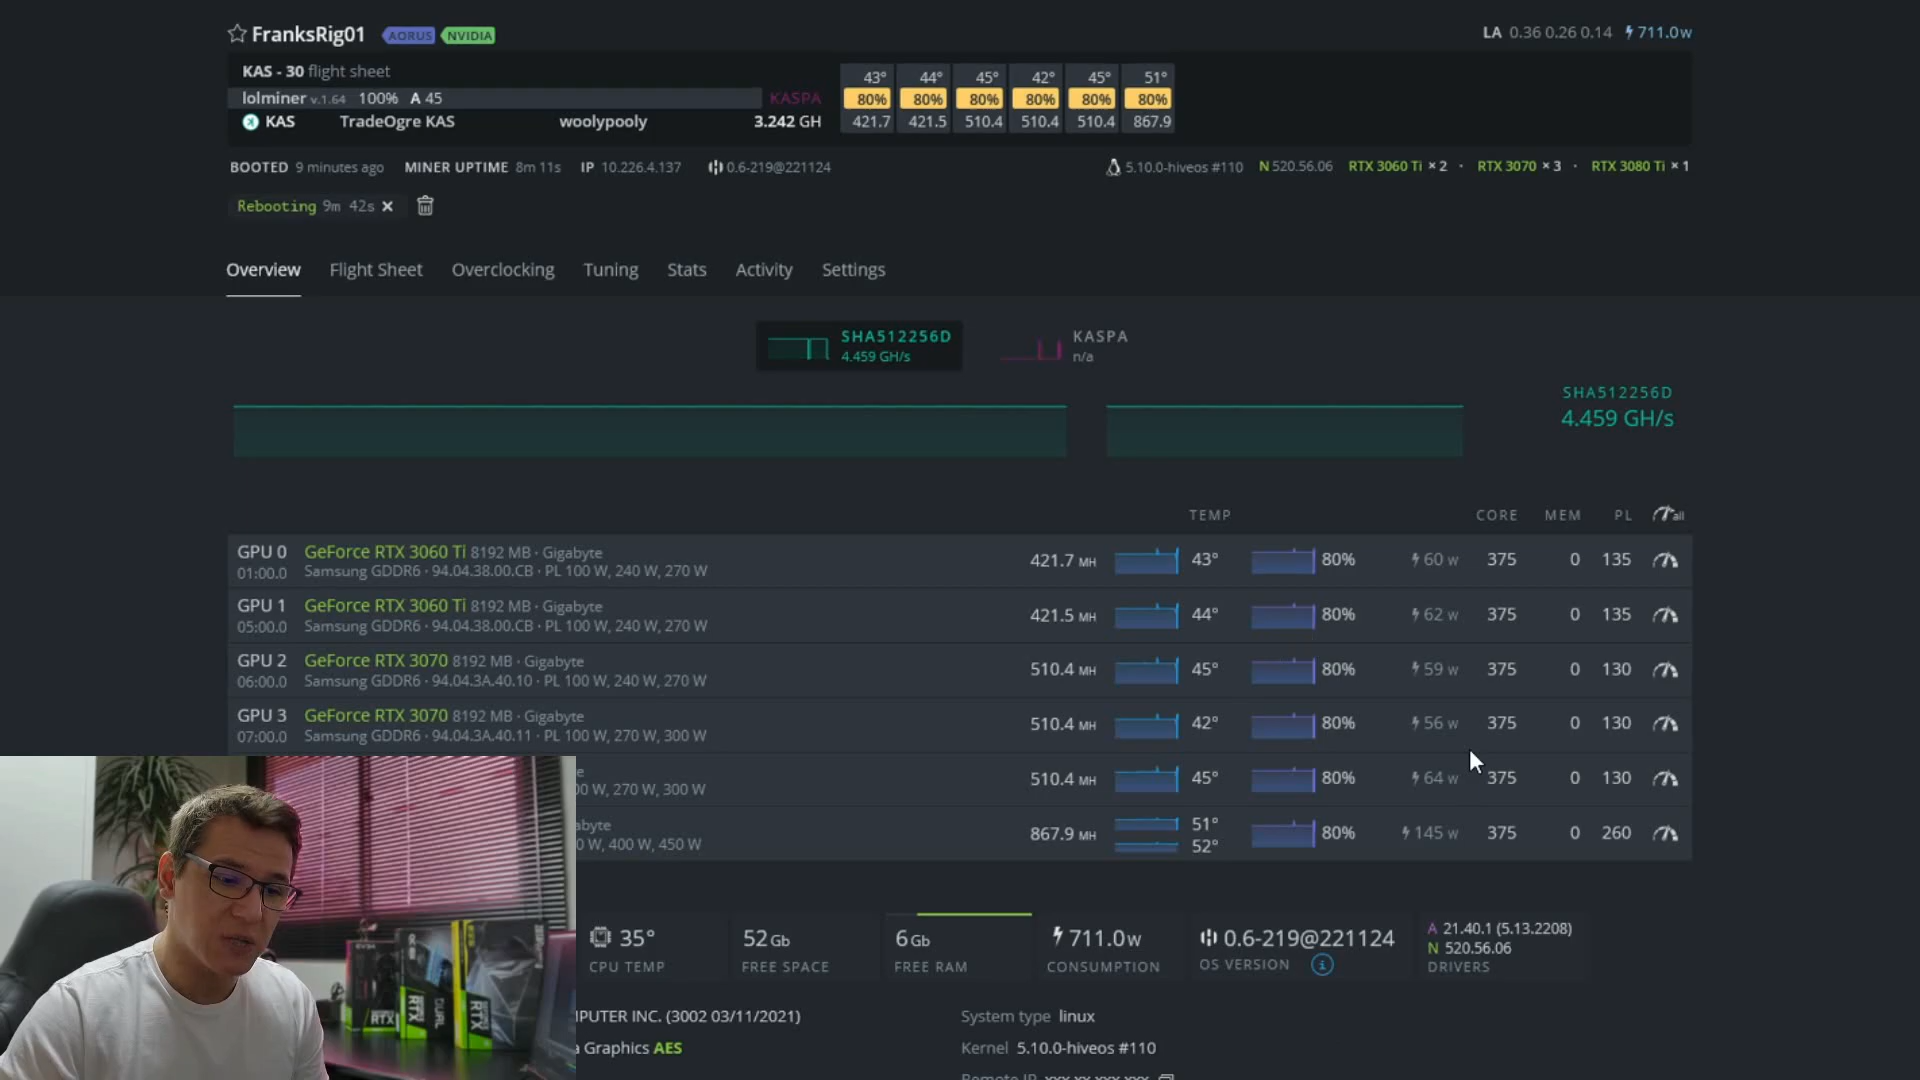 FranksRig01 AORUS NVIDIA
LA 0.36 0.26 0.14 711.0 w
KAS - 30 flight sheet
43° 44° 45° 42° 45° 51°
lolminer v.1.64 100% A 45 KASPA
80% 80% 80% 80% 80% 80%
KAS TradeOgre KAS woolypooly 3.242 GH
421.7 421.5 510.4 510.4 510.4 867.9
BOOTED 9 minutes ago MINER UPTIME 8m 11s IP 10.226.4.137 0.6-219@221124
5.10.0-hiveos #110 N 520.56.06 RTX 3060 Ti × 2 · RTX 3070 × 3 · RTX 3080 Ti × 1
Rebooting 9m 42s ×
Overview Flight Sheet Overclocking Tuning Stats Activity Settings
SHA512256D
4.459 GH/s
KASPA
n/a
SHA512256D
4.459 GH/s
TEMP CORE MEM PL all
GPU 0 GeForce RTX 3060 Ti 8192 MB · Gigabyte
01:00.0 Samsung GDDR6 · 94.04.38.00.CB · PL 100 W, 240 W, 270 W
421.7 MH 43° 80% 60 w 375 0 135
GPU 1 GeForce RTX 3060 Ti 8192 MB · Gigabyte
05:00.0 Samsung GDDR6 · 94.04.38.00.CB · PL 100 W, 240 W, 270 W
421.5 MH 44° 80% 62 w 375 0 135
GPU 2 GeForce RTX 3070 8192 MB · Gigabyte
06:00.0 Samsung GDDR6 · 94.04.3A.40.10 · PL 100 W, 240 W, 270 W
510.4 MH 45° 80% 59 w 375 0 130
GPU 3 GeForce RTX 3070 8192 MB · Gigabyte
07:00.0 Samsung GDDR6 · 94.04.3A.40.11 · PL 100 W, 270 W, 300 W
510.4 MH 42° 80% 56 w 375 0 130
e
00 W, 270 W, 300 W
510.4 MH 45° 80% 64 w 375 0 130
abyte
0 W, 400 W, 450 W
867.9 MH 51° 80% 145 w 375 0 260
52°
35°
CPU TEMP
52 Gb
FREE SPACE
6 Gb
FREE RAM
711.0 w
CONSUMPTION
0.6-219@221124
OS VERSION
A 21.40.1 (5.13.2208)
N 520.56.06
DRIVERS
MPUTER INC. (3002 03/11/2021)
System type linux
a Graphics AES
Kernel 5.10.0-hiveos #110
RTX
RTX
DUAL
RTX